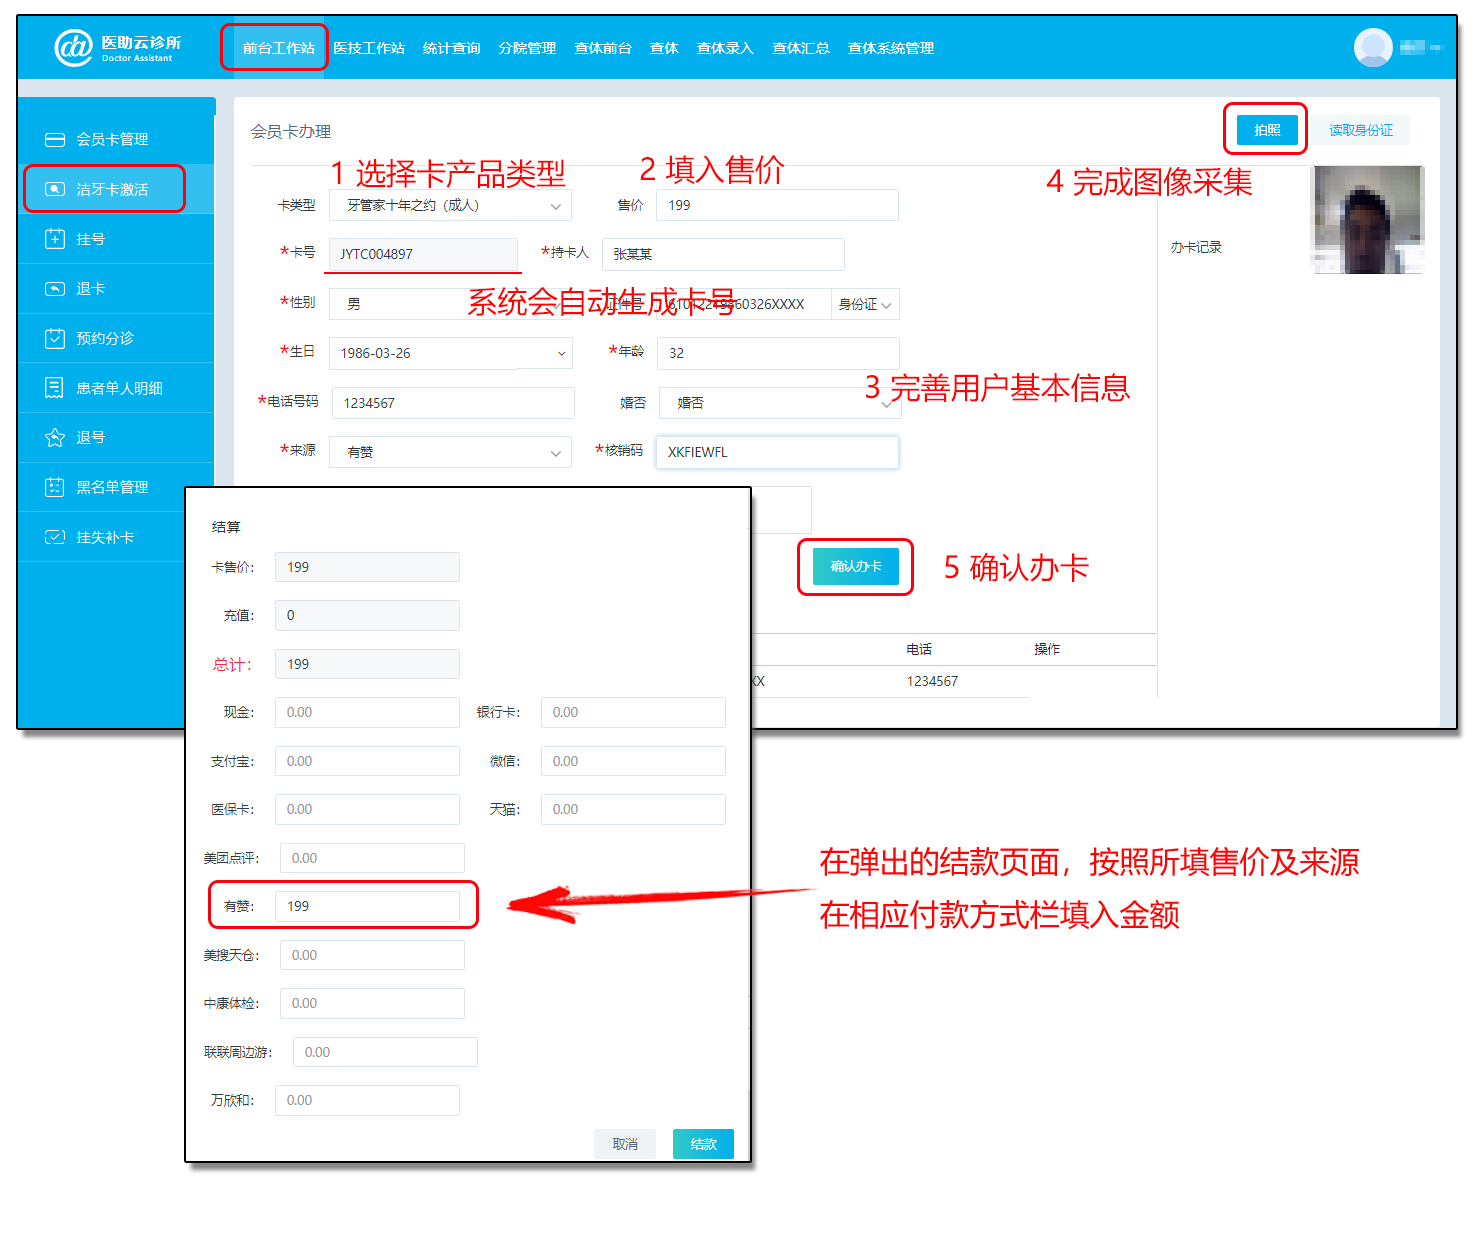 医助云诊所
Doctor Assistant
前台工作站 医技工作站 统计查询 分院管理 查体前台 查体 查体录入 查体汇总 查体系统管理
会员卡管理
洁牙卡激活
挂号
退卡
预约分诊
患者单人明细
退号
黑名单管理
挂失补卡
会员卡办理
拍照 读取身份证
1 选择卡产品类型
2 填入售价
4 完成图像采集
卡类型 牙管家十年之约（成人） 售价 199
*卡号 JYTC004897 *持卡人 张某某
办卡记录
系统会自动生成卡号
*性别 男 证件号 61012219860326XXXX 身份证
*生日 1986-03-26 *年龄 32
3 完善用户基本信息
*电话号码 1234567 婚否 婚否
*来源 有赞 *核销码 XKFIEWFL
确认办卡 5 确认办卡
电话 操作
XX 1234567
结算
卡售价： 199
充值： 0
总计： 199
现金： 0.00 银行卡： 0.00
支付宝： 0.00 微信： 0.00
医保卡： 0.00 天猫： 0.00
美团点评： 0.00
有赞： 199
美搜天仓： 0.00
中康体检： 0.00
联联周边游： 0.00
万欣和： 0.00
取消 结款
在弹出的结款页面，按照所填售价及来源
在相应付款方式栏填入金额